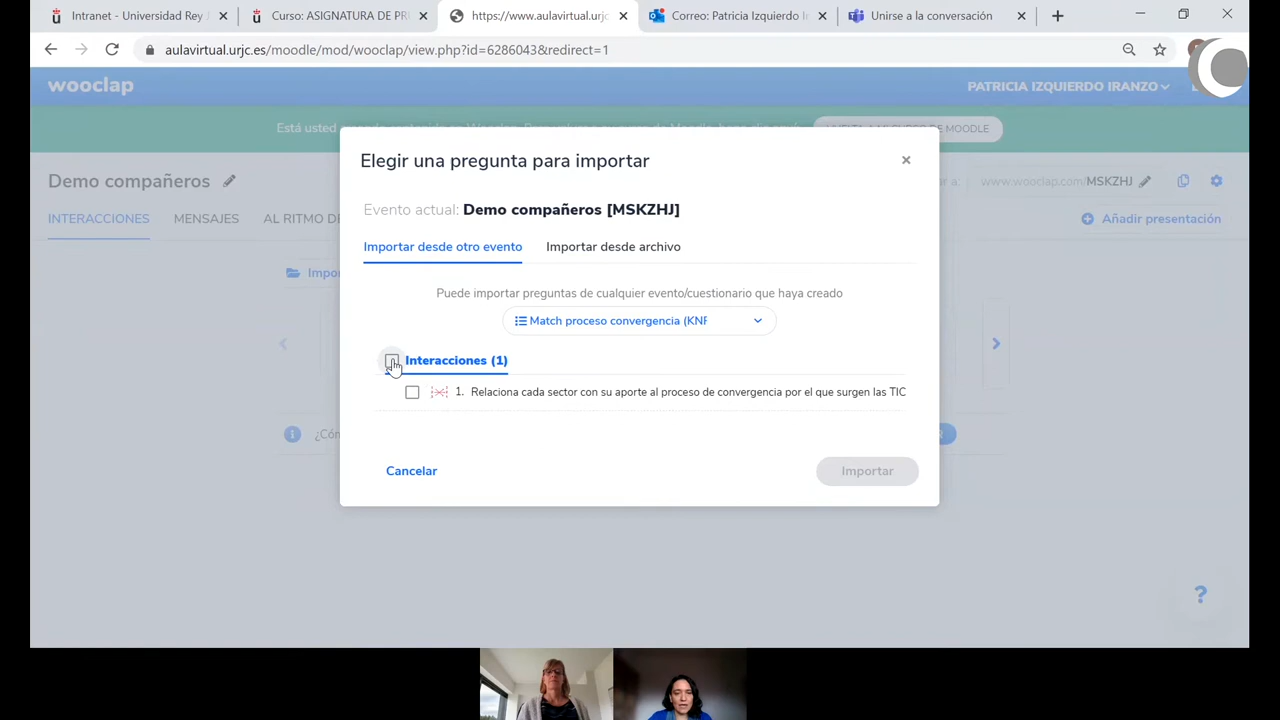 Intranet - Universidad Rey
Curso: ASIGNATURA DE PR
https://www.aulavirtual.urjc
Correo: Patricia Izquierdo
Unirse a la conversación
aulavirtual.urjc.es/moodle/mod/wooclap/view.php?id=6286043&redirect=1
wooclap
PATRICIA IZQUIERDO IRANZO
Está usted
MOODLE
Elegir una pregunta para importar
Demo compañeros
a:
www.wooclap.com/MSKZHJ
Evento actual: Demo compañeros [MSKZHJ]
INTERACCIONES
MENSAJES
AL RITMO DE
Añadir presentación
Importar desde otro evento
Importar desde archivo
Impor
Puede importar preguntas de cualquier evento/cuestionario que haya creado
Match proceso convergencia (KNF
Interacciones (1)
1. Relaciona cada sector con su aporte al proceso de convergencia por el que surgen las TIC
¿Cóm
Cancelar
Importar
?